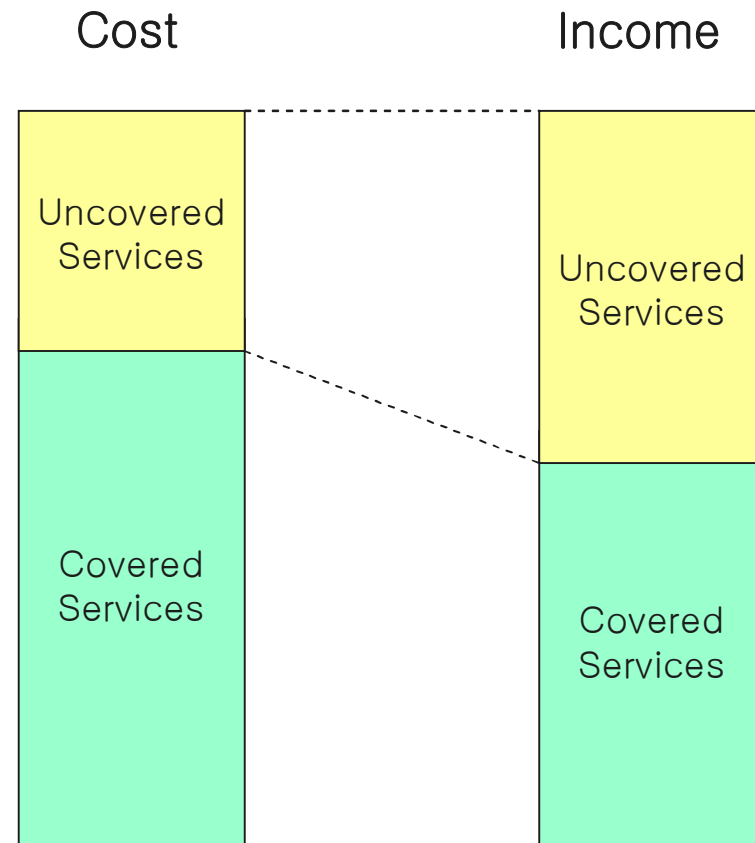 Cost
Income
Uncovered
Services
Uncovered
Services
Covered
Services
Covered
Services